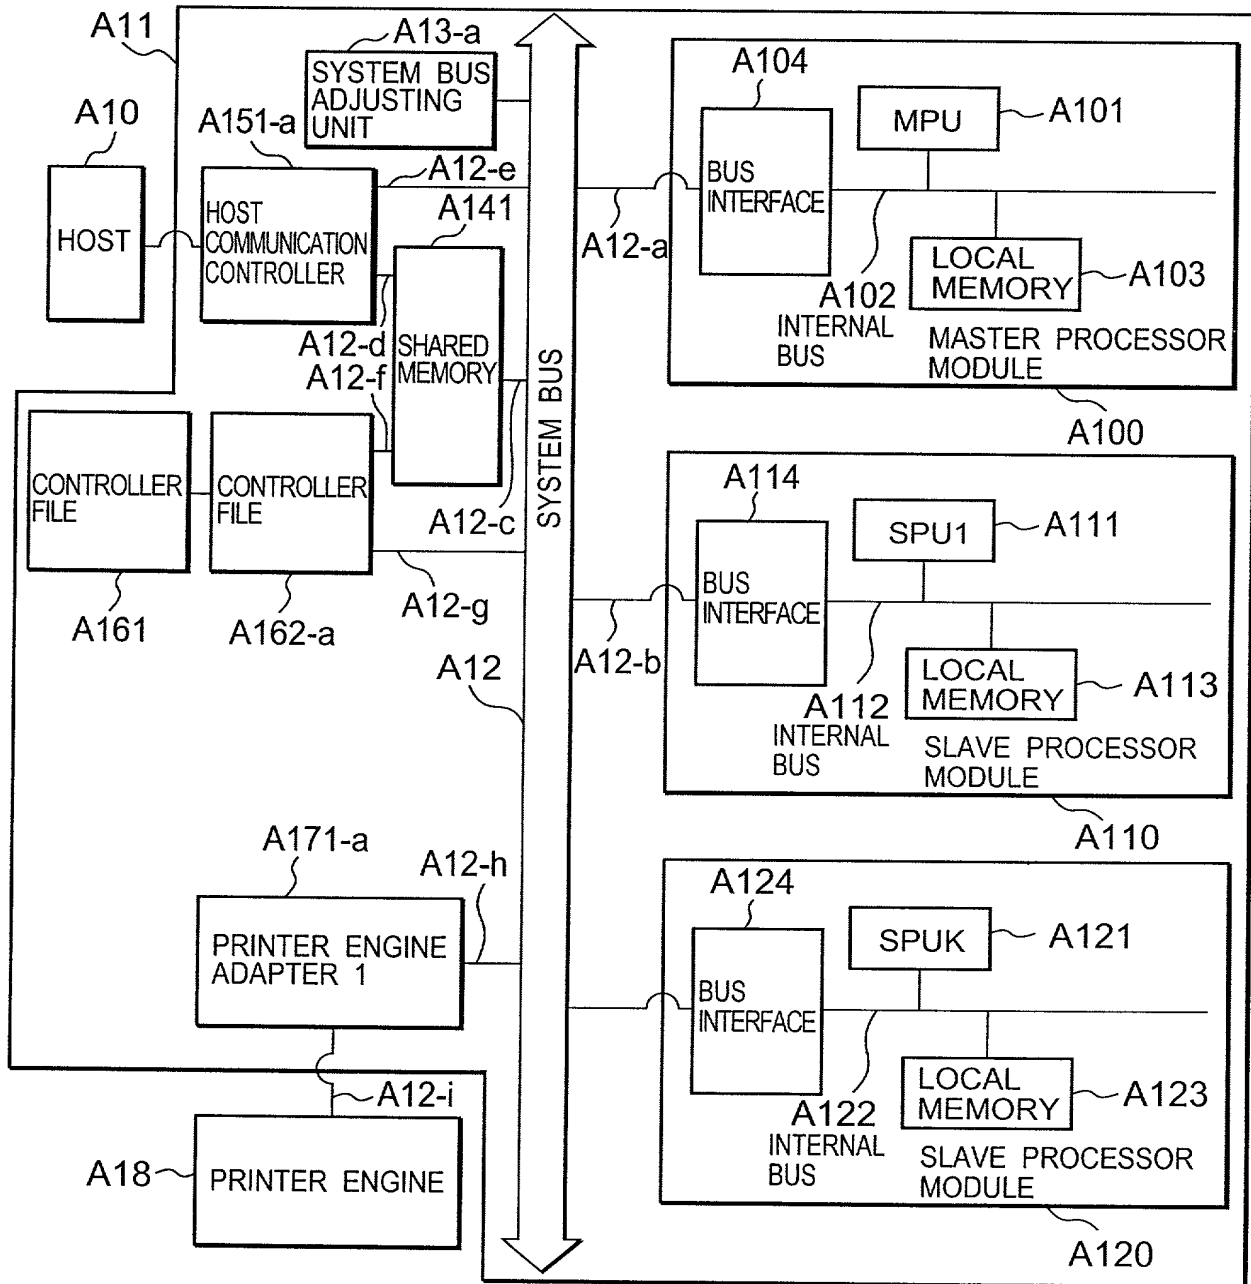 A11
A13-a
SYSTEM BUS
ADJUSTING
UNIT
A10
A151-a
A12-e
A141
HOST
HOST
COMMUNICATION
CONTROLLER
A12-d
A12-f
SHARED
MEMORY
CONTROLLER
FILE
CONTROLLER
FILE
A12-c
A161
A162-a
A12-g
A12
SYSTEM BUS
A171-a
A12-h
PRINTER ENGINE
ADAPTER 1
A12-i
A18
PRINTER ENGINE
A104
MPU
A101
BUS
INTERFACE
A12-a
A102
INTERNAL
BUS
LOCAL
MEMORY
A103
MASTER PROCESSOR
MODULE
A100
A114
SPU1
A111
BUS
INTERFACE
A12-b
A112
INTERNAL
BUS
LOCAL
MEMORY
A113
SLAVE PROCESSOR
MODULE
A110
A124
SPUK
A121
BUS
INTERFACE
A122
INTERNAL
BUS
LOCAL
MEMORY
A123
SLAVE PROCESSOR
MODULE
A120